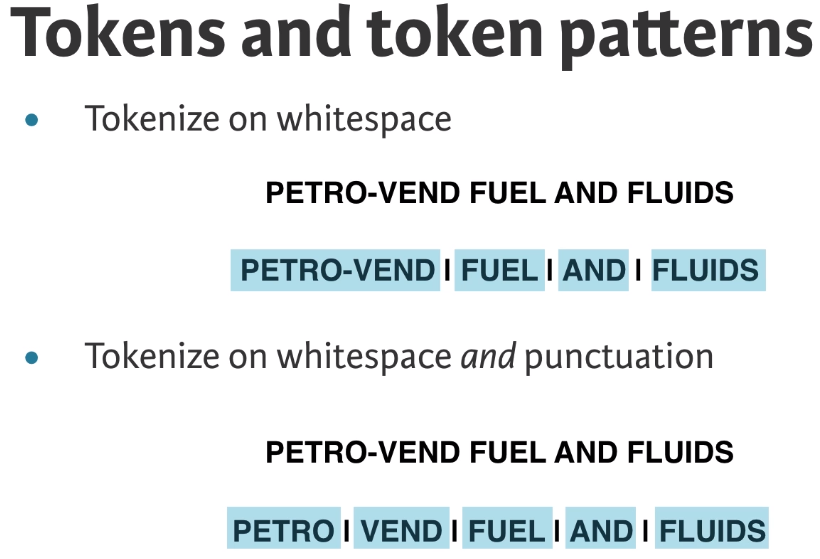 Tokens and token patterns
• Tokenize on whitespace
PETRO-VEND FUEL AND FLUIDS
PETRO-VEND | FUEL | AND | FLUIDS
• Tokenize on whitespace and punctuation
PETRO-VEND FUEL AND FLUIDS
PETRO | VEND | FUEL | AND | FLUIDS